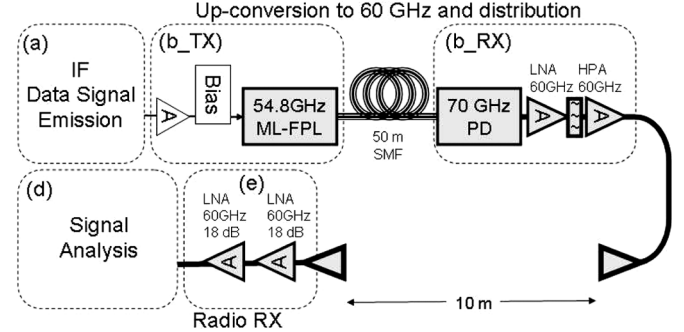 Up-conversion to 60 GHz and distribution
(a)
IF
Data Signal
Emission
(b_TX)
A
Bias
54.8GHz
ML-FPL
50 m
SMF
(b_RX)
70 GHz
PD
LNA
60GHz
A
HPA
60GHz
A
(d)
Signal
Analysis
(e)
LNA
60GHz
18 dB
A
LNA
60GHz
18 dB
A
Radio RX
10 m